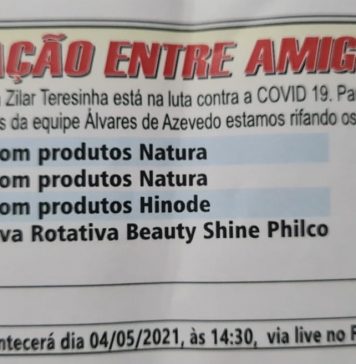 AÇÃO ENTRE AMIG
Zilar Teresinha está na luta contra a COVID 19. Pa
s da equipe Álvares de Azevedo estamos rifando os
om produtos Natura
om produtos Natura
om produtos Hinode
va Rotativa Beauty Shine Philco
ntecerá dia 04/05/2021, às 14:30, via live no F